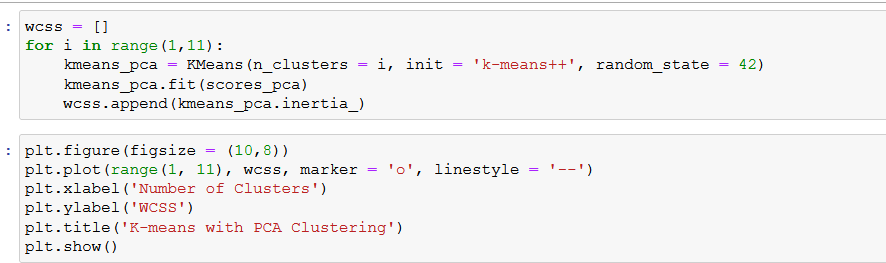 : wcss = []
for i in range(1,11):
    kmeans_pca = KMeans(n_clusters = i, init = 'k-means++', random_state = 42)
    kmeans_pca.fit(scores_pca)
    wcss.append(kmeans_pca.inertia_)
: plt.figure(figsize = (10,8))
plt.plot(range(1, 11), wcss, marker = 'o', linestyle = '--')
plt.xlabel('Number of Clusters')
plt.ylabel('WCSS')
plt.title('K-means with PCA Clustering')
plt.show()